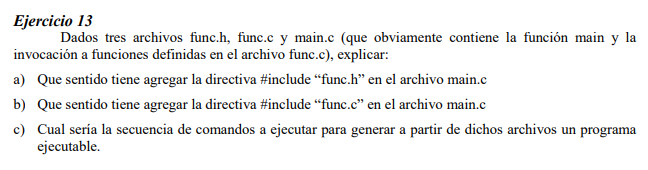 Ejercicio 13
Dados tres archivos func.h, func.c y main.c (que obviamente contiene la función main y la
invocación a funciones definidas en el archivo func.c), explicar:
a) Que sentido tiene agregar la directiva #include “func.h” en el archivo main.c
b) Que sentido tiene agregar la directiva #include “func.c” en el archivo main.c
c) Cual sería la secuencia de comandos a ejecutar para generar a partir de dichos archivos un programa
ejecutable.